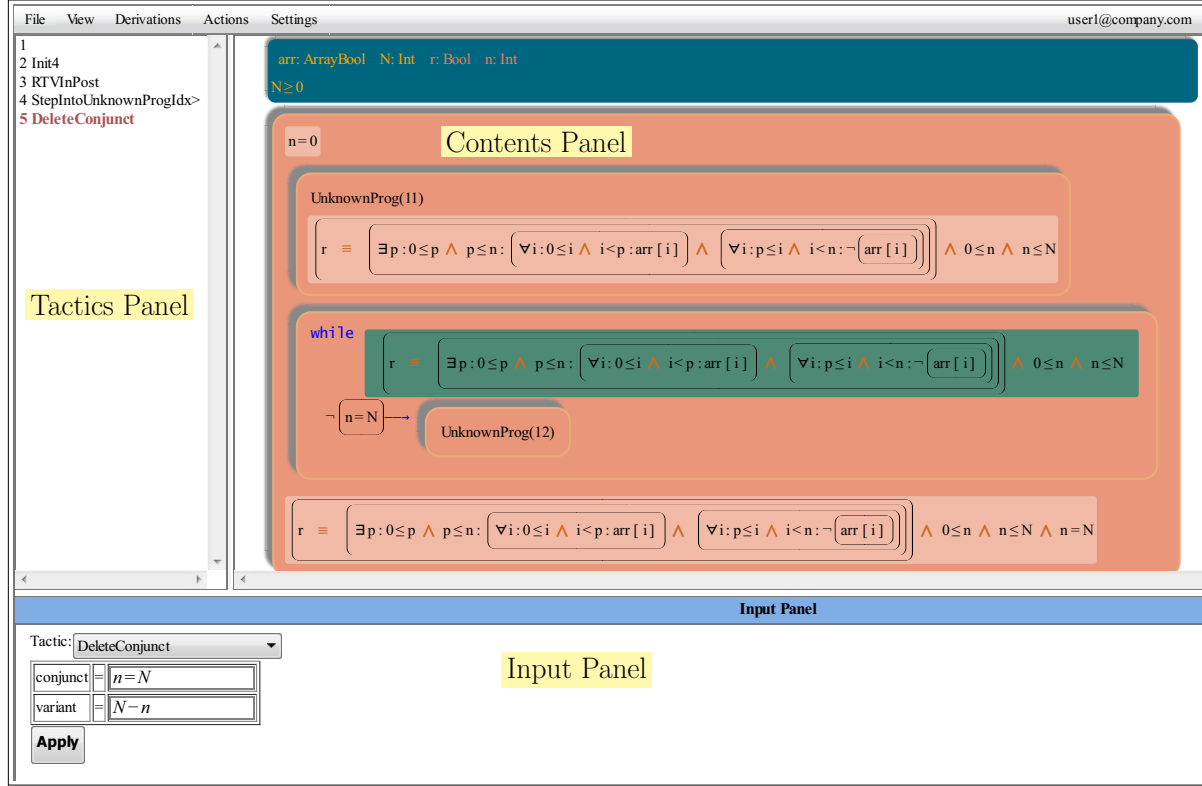 File View Derivations Actions Settings user1@company.com
1
2 Init4
3 RTVInPost
4 StepIntoUnknownProgIdx>
5 DeleteConjunct
Tactics Panel
arr: ArrayBool N: Int r: Bool n: Int
N≥0
n=0
Contents Panel
UnknownProg(11)
r ≡ ∃p:0≤p ∧ p≤n: ∀i:0≤i ∧ i<p:arr[i] ∧ ∀i:p≤i ∧ i<n:¬ arr[i] ∧ 0≤n ∧ n≤N
while
r ≡ ∃p:0≤p ∧ p≤n: ∀i:0≤i ∧ i<p:arr[i] ∧ ∀i:p≤i ∧ i<n:¬ arr[i] ∧ 0≤n ∧ n≤N
¬ n=N → UnknownProg(12)
r ≡ ∃p:0≤p ∧ p≤n: ∀i:0≤i ∧ i<p:arr[i] ∧ ∀i:p≤i ∧ i<n:¬ arr[i] ∧ 0≤n ∧ n≤N ∧ n=N
Input Panel
Tactic: DeleteConjunct
conjunct = n=N
variant = N−n
Apply
Input Panel